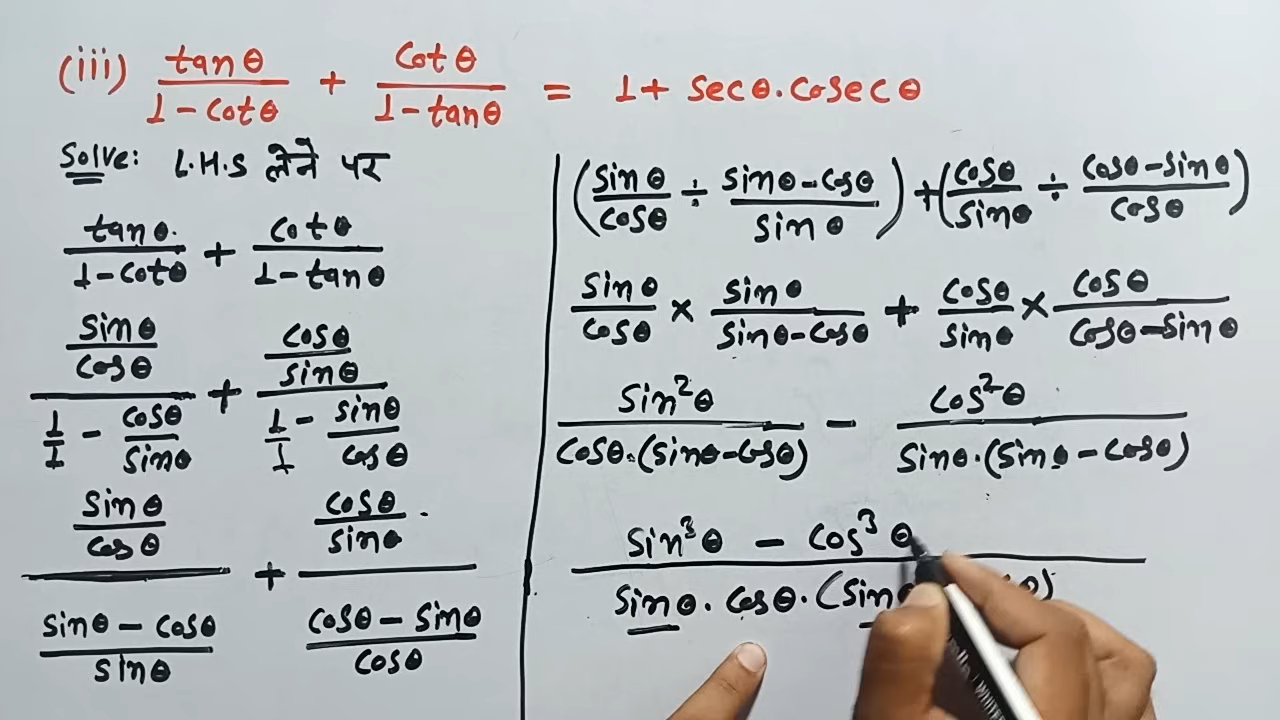 (iii) tanθ/(1-cotθ) + Cotθ/(1-tanθ) = 1 + secθ.Cosecθ
Solve: L.H.S लेने पर
tanθ/(1-Cotθ) + Cotθ/(1-tanθ)
(Sinθ/Cosθ)/(1/1 - Cosθ/Sinθ) + (Cosθ/Sinθ)/(1/1 - Sinθ/Cosθ)
(Sinθ/Cosθ)/((Sinθ-Cosθ)/Sinθ) + (Cosθ/Sinθ)/((Cosθ-Sinθ)/Cosθ)
(Sinθ/Cosθ ÷ (Sinθ-Cosθ)/Sinθ) + (Cosθ/Sinθ ÷ (Cosθ-Sinθ)/Cosθ)
Sinθ/Cosθ × Sinθ/(Sinθ-Cosθ) + Cosθ/Sinθ × Cosθ/(Cosθ-Sinθ)
Sin²θ/(Cosθ.(Sinθ-Cosθ)) - Cos²θ/(Sinθ.(Sinθ-Cosθ))
Sin³θ - Cos³θ
Sinθ.Cosθ.(Sin θ)